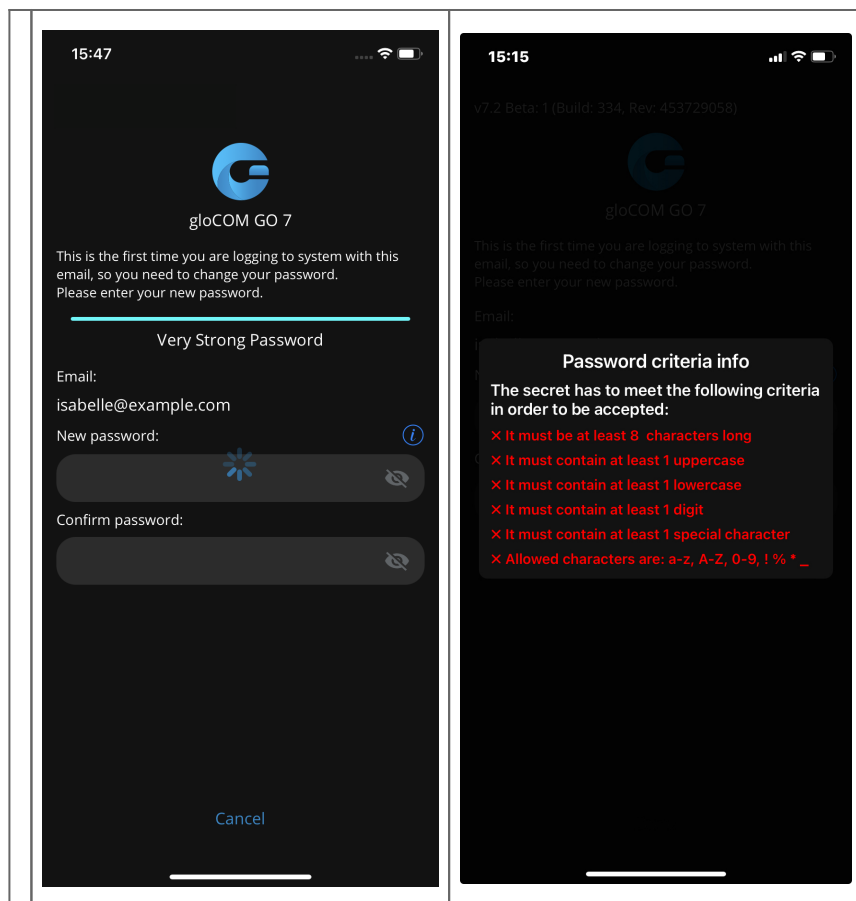 15:47
gloCOM GO 7
This is the first time you are logging to system with this
email, so you need to change your password.
Please enter your new password.
Very Strong Password
Email:
isabelle@example.com
New password:
Confirm password:
Cancel
15:15
v7.2 Beta: 1 (Build: 334, Rev: 453729058)
gloCOM GO 7
This is the first time you are logging to system with this
email, so you need to change your password.
Please enter your new password.
Email:
Password criteria info
The secret has to meet the following criteria
in order to be accepted:
× It must be at least 8 characters long
× It must contain at least 1 uppercase
× It must contain at least 1 lowercase
× It must contain at least 1 digit
× It must contain at least 1 special character
× Allowed characters are: a-z, A-Z, 0-9, ! % * _